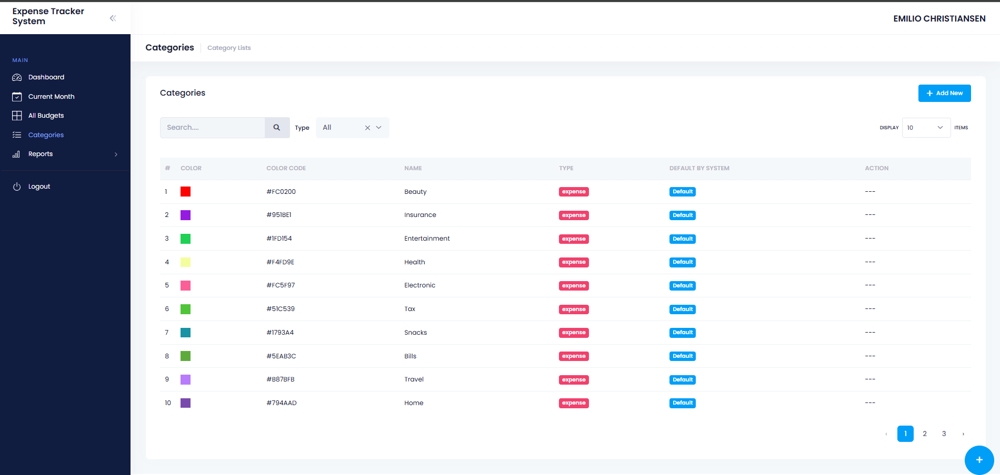 Expense Tracker
System
EMILIO CHRISTIANSEN
MAIN
Dashboard
Current Month
All Budgets
Categories
Reports
Logout
Categories Category Lists
Categories
+ Add New
Search.... Type All DISPLAY 10 ITEMS
# COLOR COLOR CODE NAME TYPE DEFAULT BY SYSTEM ACTION
1 #FC0200 Beauty expense Default ---
2 #951BE1 Insurance expense Default ---
3 #1FD154 Entertainment expense Default ---
4 #F4FD9E Health expense Default ---
5 #FC5F97 Electronic expense Default ---
6 #51C539 Tax expense Default ---
7 #1793A4 Snacks expense Default ---
8 #5EAB3C Bills expense Default ---
9 #B87BFB Travel expense Default ---
10 #794AAD Home expense Default ---
‹ 1 2 3 ›
+